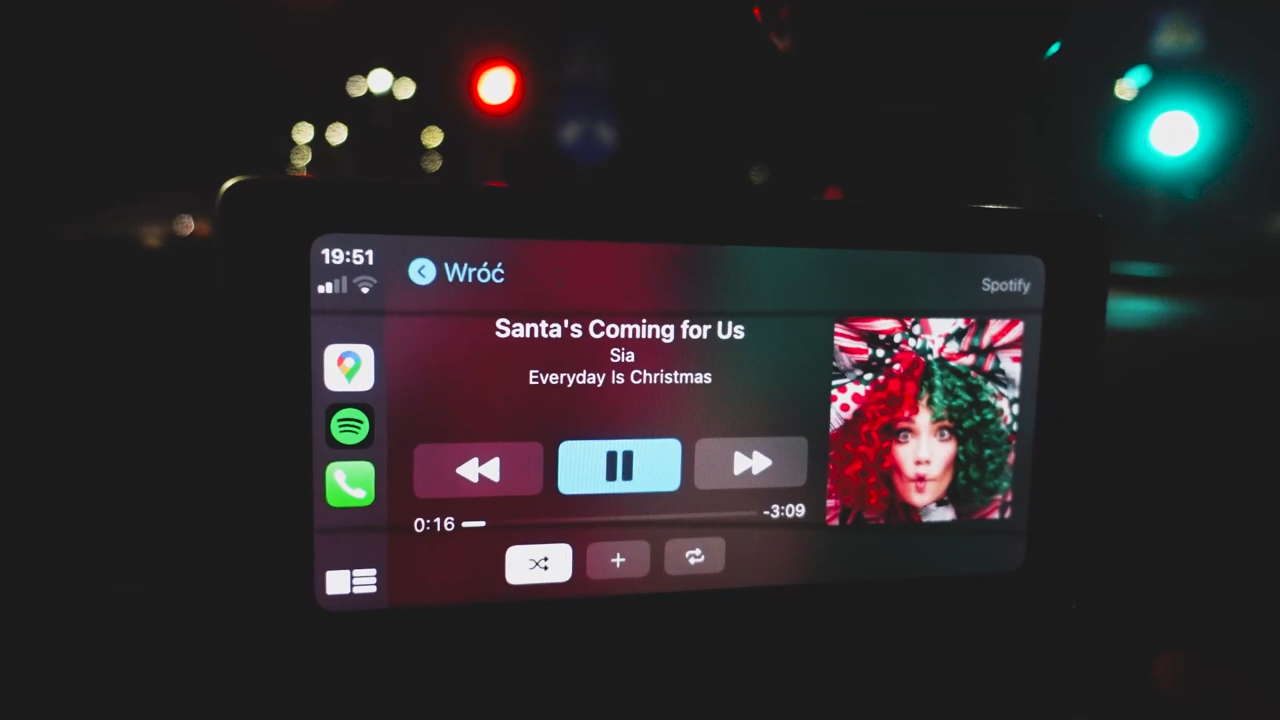 19:51
Wróć
Spotify
Santa's Coming for Us
Sia
Everyday Is Christmas
0:16
-3:09